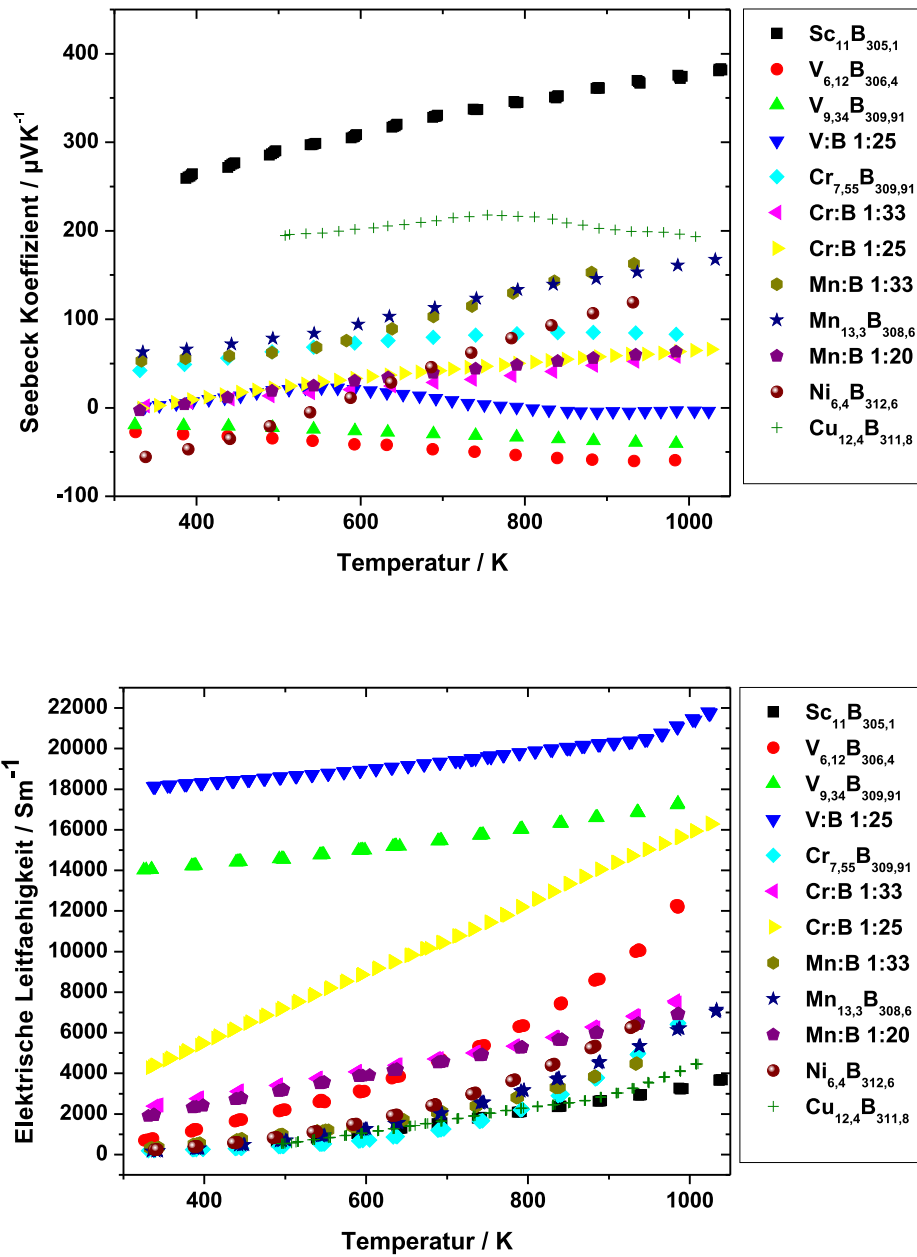 400
300
200
100
0
-100
400
600
800
1000
Seebeck Koeffizient / µVK⁻¹
Temperatur / K
Sc₁₁B₃₀₅,₁
V₆,₁₂B₃₀₆,₄
V₉,₃₄B₃₀₉,₉₁
V:B 1:25
Cr₇,₅₅B₃₀₉,₉₁
Cr:B 1:33
Cr:B 1:25
Mn:B 1:33
Mn₁₃,₃B₃₀₈,₆
Mn:B 1:20
Ni₆,₄B₃₁₂,₆
Cu₁₂,₄B₃₁₁,₈
22000
20000
18000
16000
14000
12000
10000
8000
6000
4000
2000
0
400
600
800
1000
Elektrische Leitfaehigkeit / Sm⁻¹
Temperatur / K
Sc₁₁B₃₀₅,₁
V₆,₁₂B₃₀₆,₄
V₉,₃₄B₃₀₉,₉₁
V:B 1:25
Cr₇,₅₅B₃₀₉,₉₁
Cr:B 1:33
Cr:B 1:25
Mn:B 1:33
Mn₁₃,₃B₃₀₈,₆
Mn:B 1:20
Ni₆,₄B₃₁₂,₆
Cu₁₂,₄B₃₁₁,₈